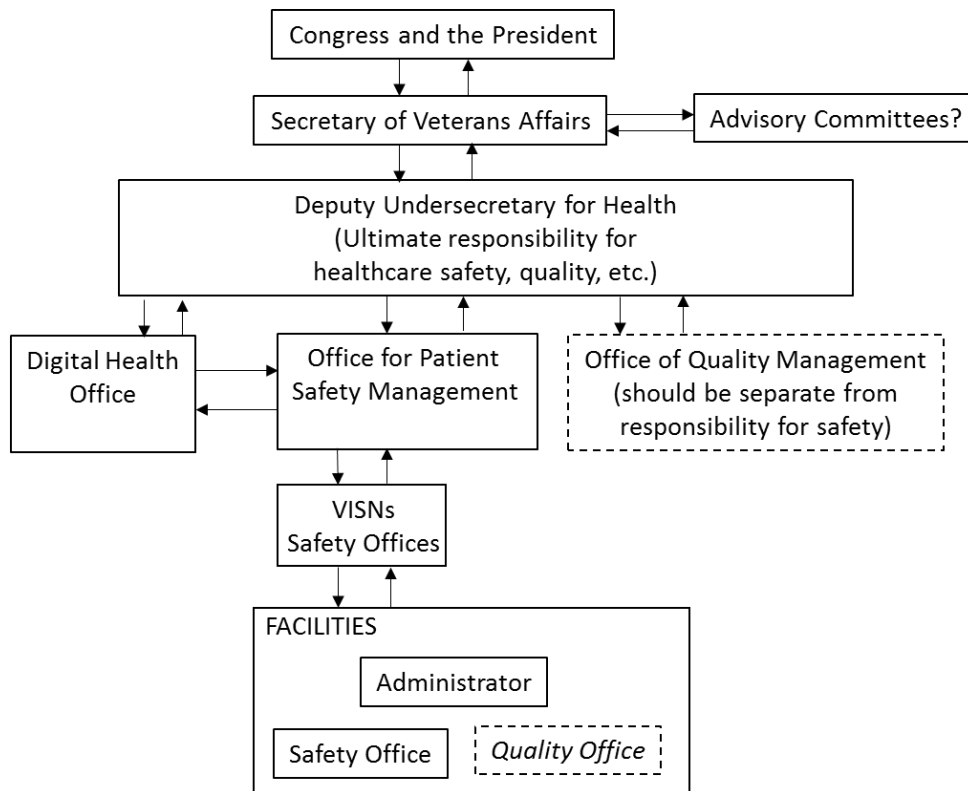 Congress and the President
Secretary of Veterans Affairs
Advisory Committees?
Deputy Undersecretary for Health
(Ultimate responsibility for
healthcare safety, quality, etc.)
Digital Health
Office
Office for Patient
Safety Management
Office of Quality Management
(should be separate from
responsibility for safety)
VISNs
Safety Offices
FACILITIES
Administrator
Safety Office
Quality Office